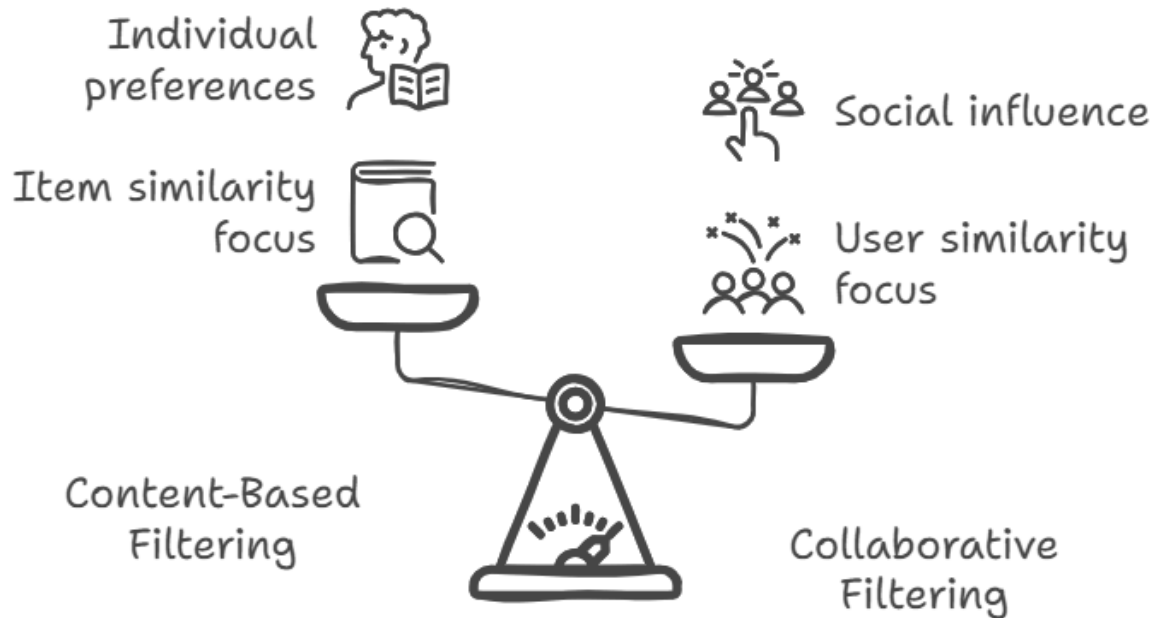 Individual
preferences
Item similarity
focus
Social influence
User similarity
focus
Content-Based
Filtering
Collaborative
Filtering